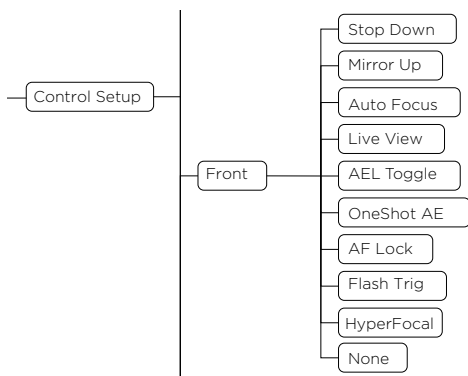 Stop Down
Mirror Up
Control Setup
Auto Focus
Live View
Front
AEL Toggle
OneShot AE
AF Lock
Flash Trig
HyperFocal
None